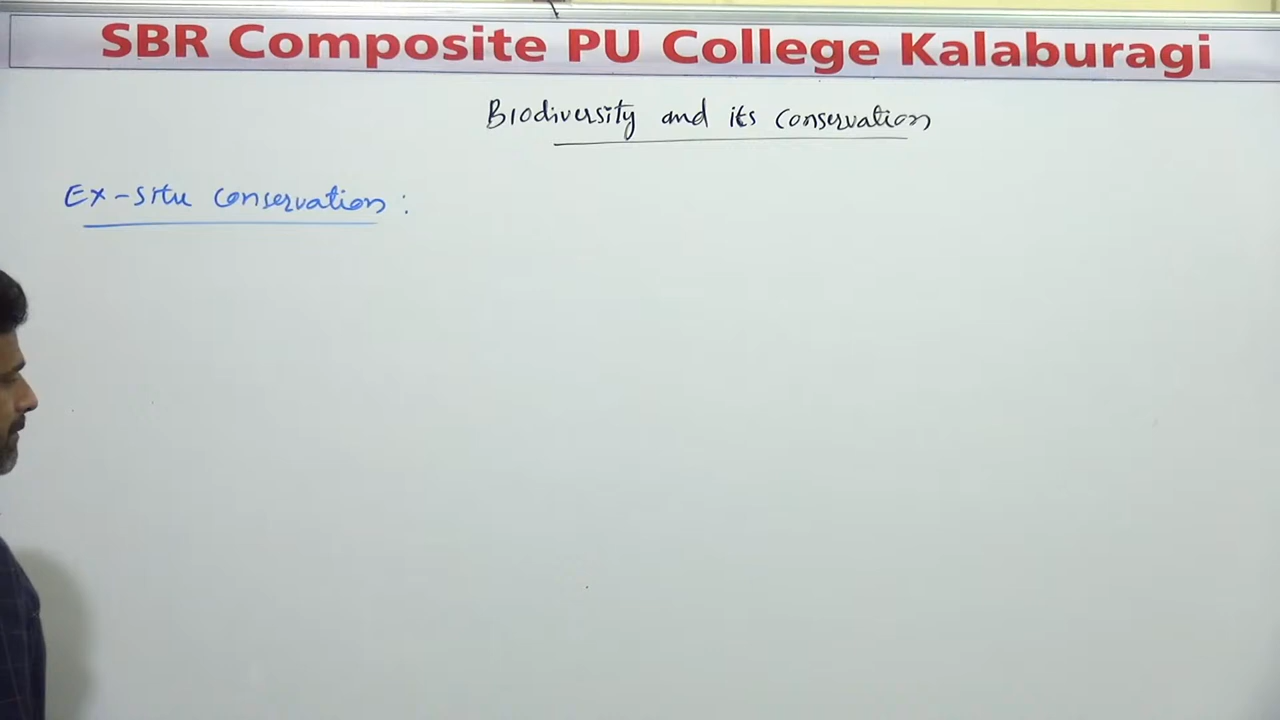 SBR Composite PU College Kalaburagi
Biodiversity and its conservation
Ex-situ conservation: